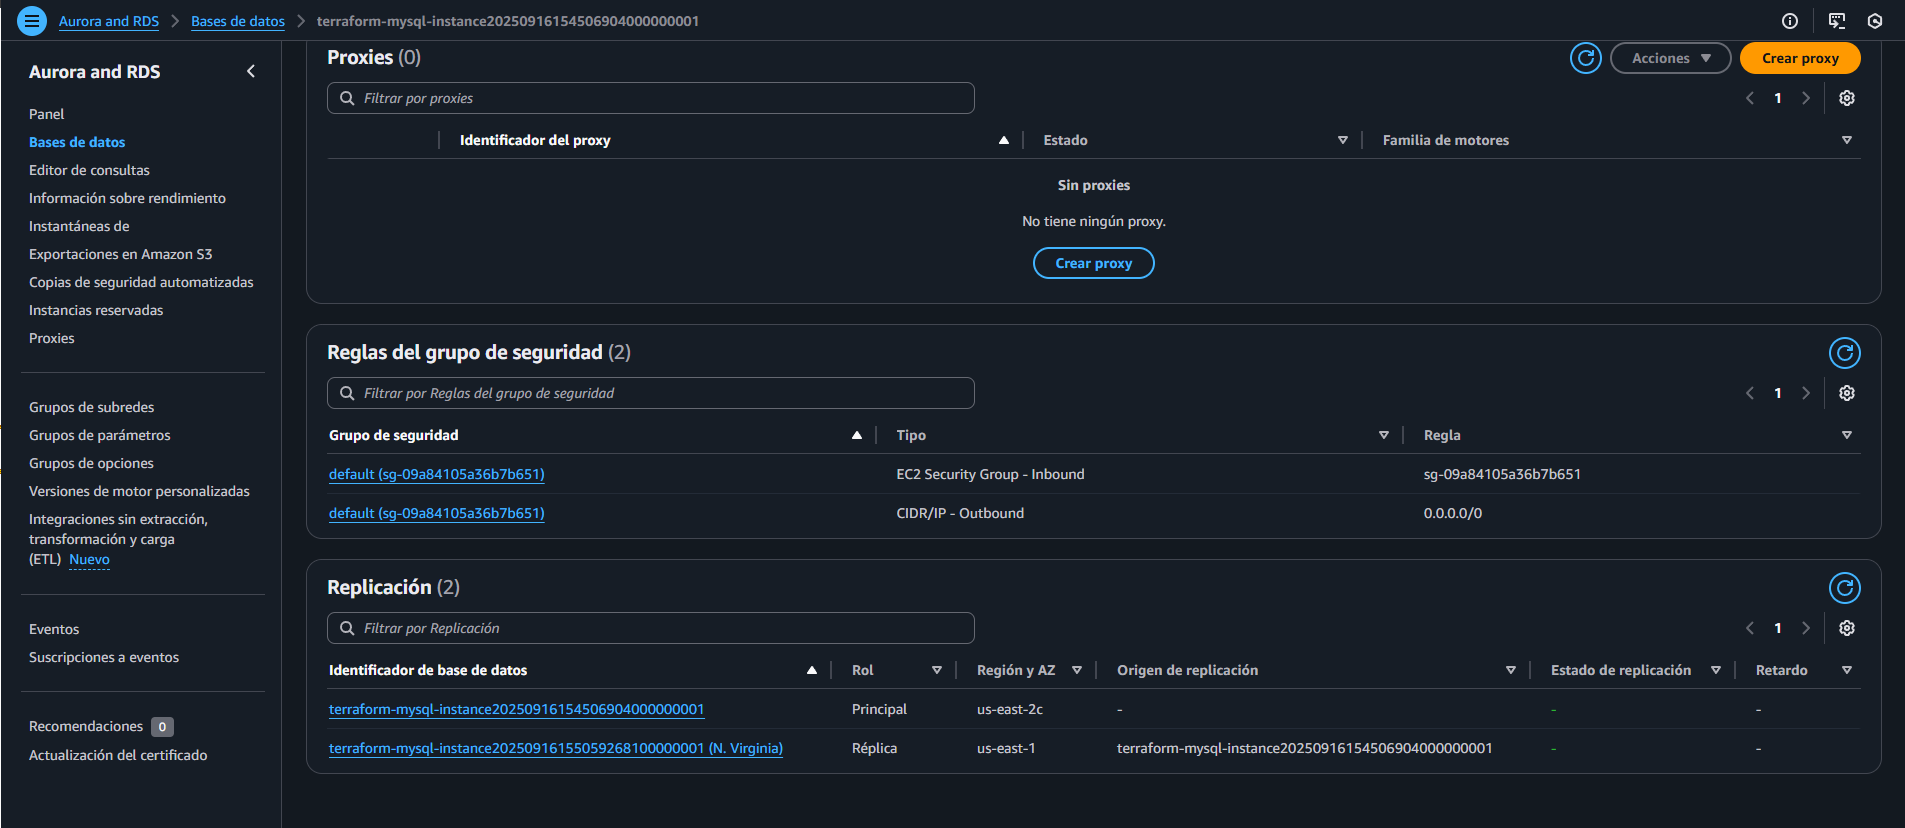 Aurora and RDS > Bases de datos > terraform-mysql-instance20250916154506904000000001
Aurora and RDS
Panel
Bases de datos
Editor de consultas
Información sobre rendimiento
Instantáneas de
Exportaciones en Amazon S3
Copias de seguridad automatizadas
Instancias reservadas
Proxies
Grupos de subredes
Grupos de parámetros
Grupos de opciones
Versiones de motor personalizadas
Integraciones sin extracción,
transformación y carga
(ETL) Nuevo
Eventos
Suscripciones a eventos
Recomendaciones 0
Actualización del certificado
Proxies (0)
Acciones
Crear proxy
Filtrar por proxies
1
Identificador del proxy Estado Familia de motores
Sin proxies
No tiene ningún proxy.
Crear proxy
Reglas del grupo de seguridad (2)
Filtrar por Reglas del grupo de seguridad
1
Grupo de seguridad Tipo Regla
default (sg-09a84105a36b7b651) EC2 Security Group - Inbound sg-09a84105a36b7b651
default (sg-09a84105a36b7b651) CIDR/IP - Outbound 0.0.0.0/0
Replicación (2)
Filtrar por Replicación
1
Identificador de base de datos Rol Región y AZ Origen de replicación Estado de replicación Retardo
terraform-mysql-instance20250916154506904000000001 Principal us-east-2c - - -
terraform-mysql-instance20250916155059268100000001 (N. Virginia) Réplica us-east-1 terraform-mysql-instance20250916154506904000000001 - -